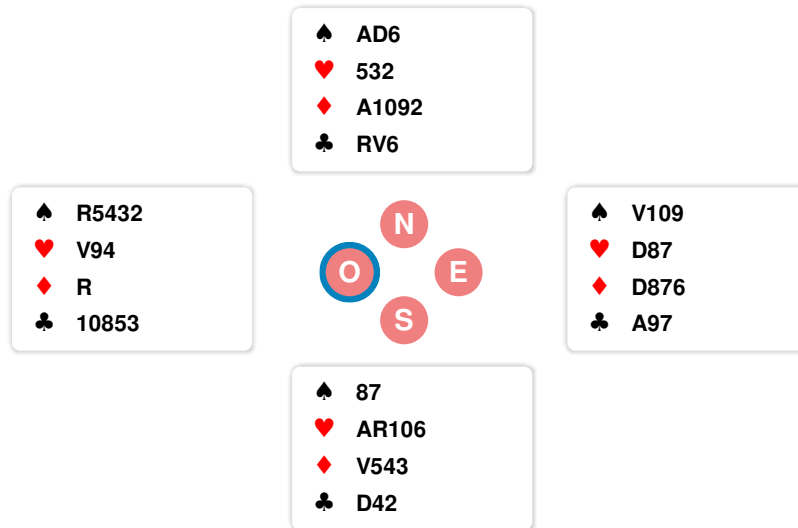 ♠ AD6
♥ 532
♦ A1092
♣ RV6
♠ R5432
♥ V94
♦ R
♣ 10853
N
O E
S
♠ V109
♥ D87
♦ D876
♣ A97
♠ 87
♥ AR106
♦ V543
♣ D42